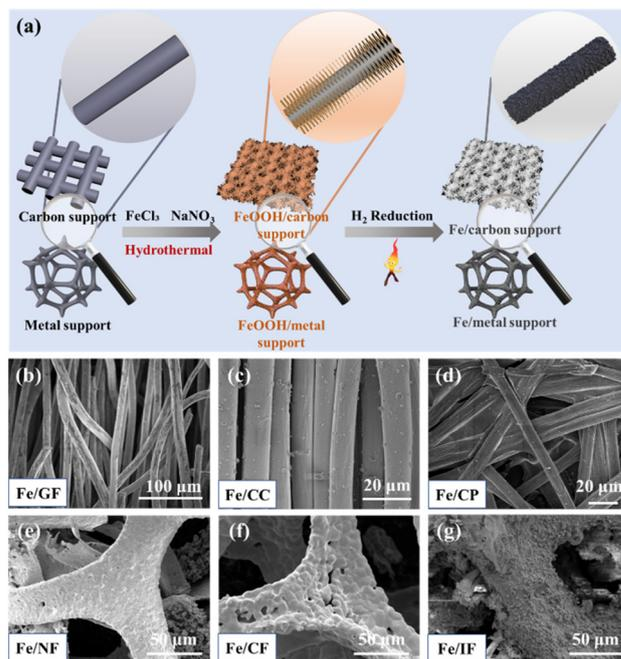 (a)
Carbon support
FeCl₃ NaNO₃
Hydrothermal
FeOOH/carbon
support
H₂ Reduction
Fe/carbon support
Metal support
FeOOH/metal
support
Fe/metal support
(b)
Fe/GF
100 μm
(c)
Fe/CC
20 μm
(d)
Fe/CP
20 μm
(e)
Fe/NF
50 μm
(f)
Fe/CF
50 μm
(g)
Fe/IF
50 μm